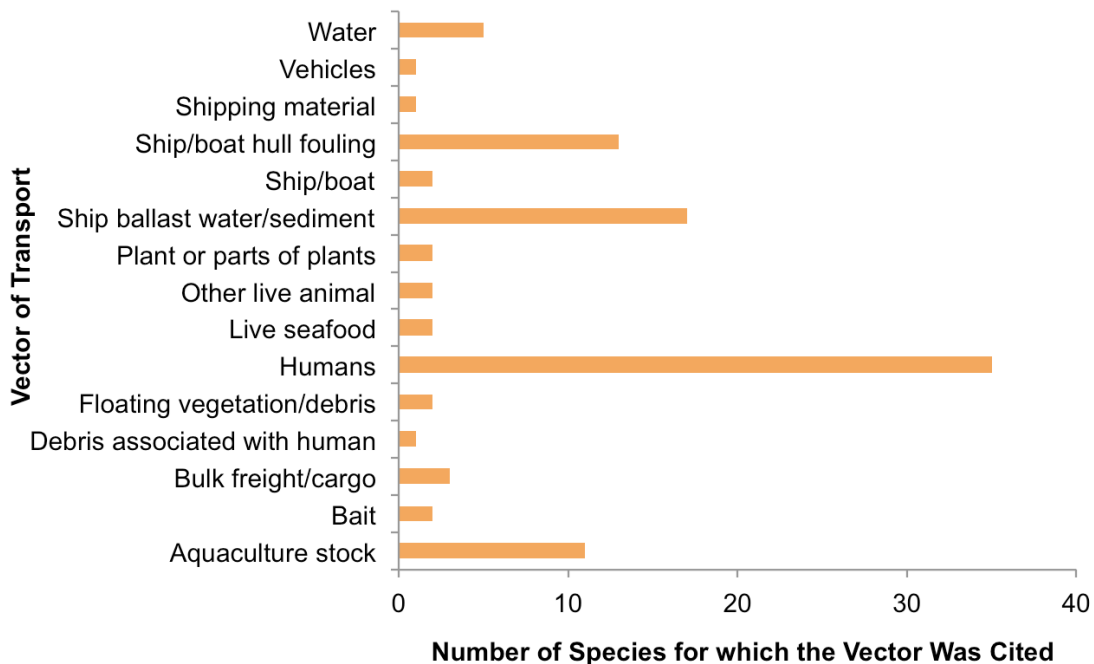 Water
Vehicles
Shipping material
Ship/boat hull fouling
Ship/boat
Ship ballast water/sediment
Plant or parts of plants
Other live animal
Live seafood
Humans
Floating vegetation/debris
Debris associated with human
Bulk freight/cargo
Bait
Aquaculture stock
Vector of Transport
0 10 20 30 40
Number of Species for which the Vector Was Cited